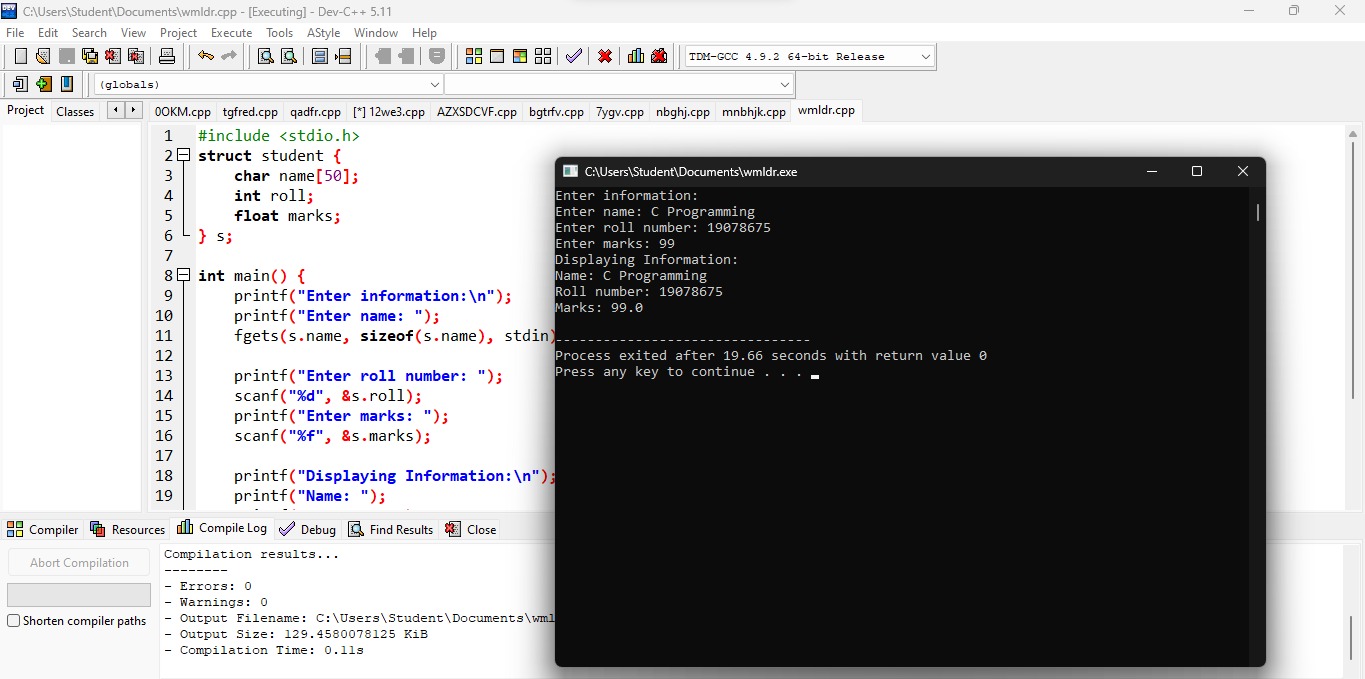 C:\Users\Student\Documents\wmldr.cpp - [Executing] - Dev-C++ 5.11
File Edit Search View Project Execute Tools AStyle Window Help
TDM-GCC 4.9.2 64-bit Release
(globals)
Project Classes 0OKM.cpp tgfred.cpp qadfr.cpp [*] 12we3.cpp AZXSDCVF.cpp bgtrfv.cpp 7ygv.cpp nbghj.cpp mnbhjk.cpp wmldr.cpp
1 #include <stdio.h>
2 struct student {
3 char name[50];
4 int roll;
5 float marks;
6 } s;
7
8 int main() {
9 printf("Enter information:\n");
10 printf("Enter name: ");
11 fgets(s.name, sizeof(s.name), stdin)
12
13 printf("Enter roll number: ");
14 scanf("%d", &s.roll);
15 printf("Enter marks: ");
16 scanf("%f", &s.marks);
17
18 printf("Displaying Information:\n");
19 printf("Name: ");
C:\Users\Student\Documents\wmldr.exe
Enter information:
Enter name: C Programming
Enter roll number: 19078675
Enter marks: 99
Displaying Information:
Name: C Programming
Roll number: 19078675
Marks: 99.0
--------------------------------
Process exited after 19.66 seconds with return value 0
Press any key to continue . . .
Compiler Resources Compile Log Debug Find Results Close
Abort Compilation
Shorten compiler paths
Compilation results...
--------
- Errors: 0
- Warnings: 0
- Output Filename: C:\Users\Student\Documents\wml
- Output Size: 129.4580078125 KiB
- Compilation Time: 0.11s